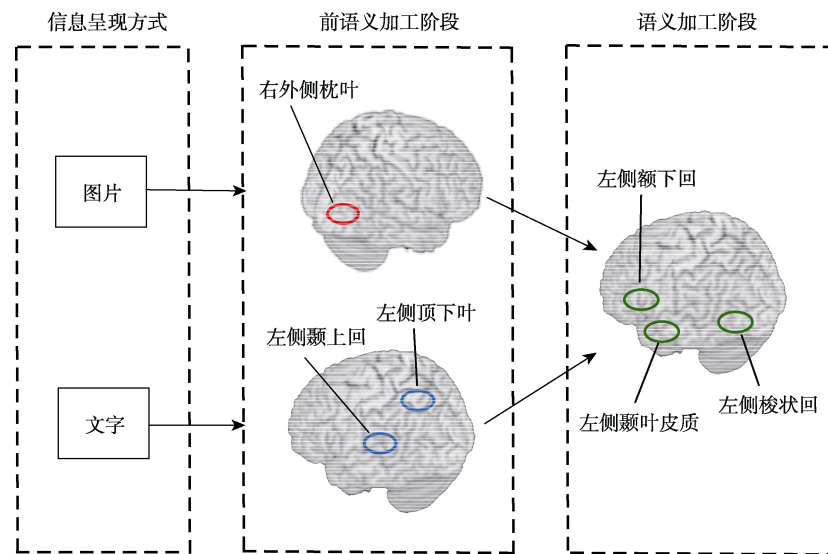 信息呈现方式
前语义加工阶段
语义加工阶段
右外侧枕叶
图片
左侧额下回
左侧顶下叶
左侧颞上回
文字
左侧梭状回
左侧颞叶皮质